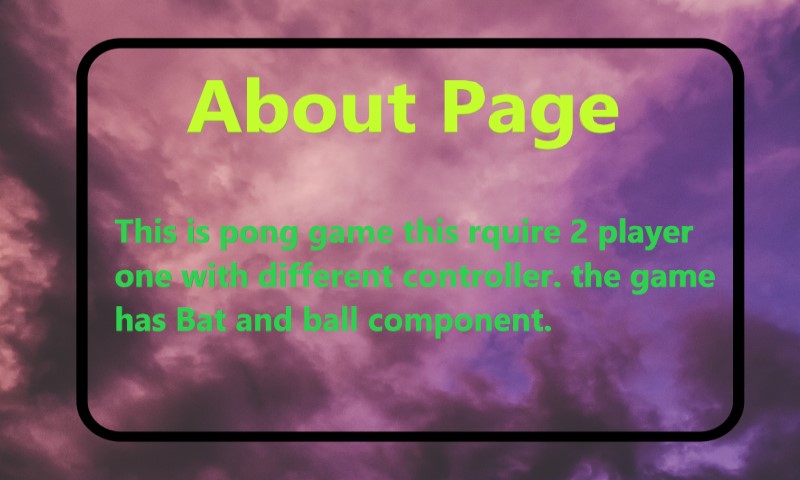 About Page
This is pong game this rquire 2 player
one with different controller. the game
has Bat and ball component.